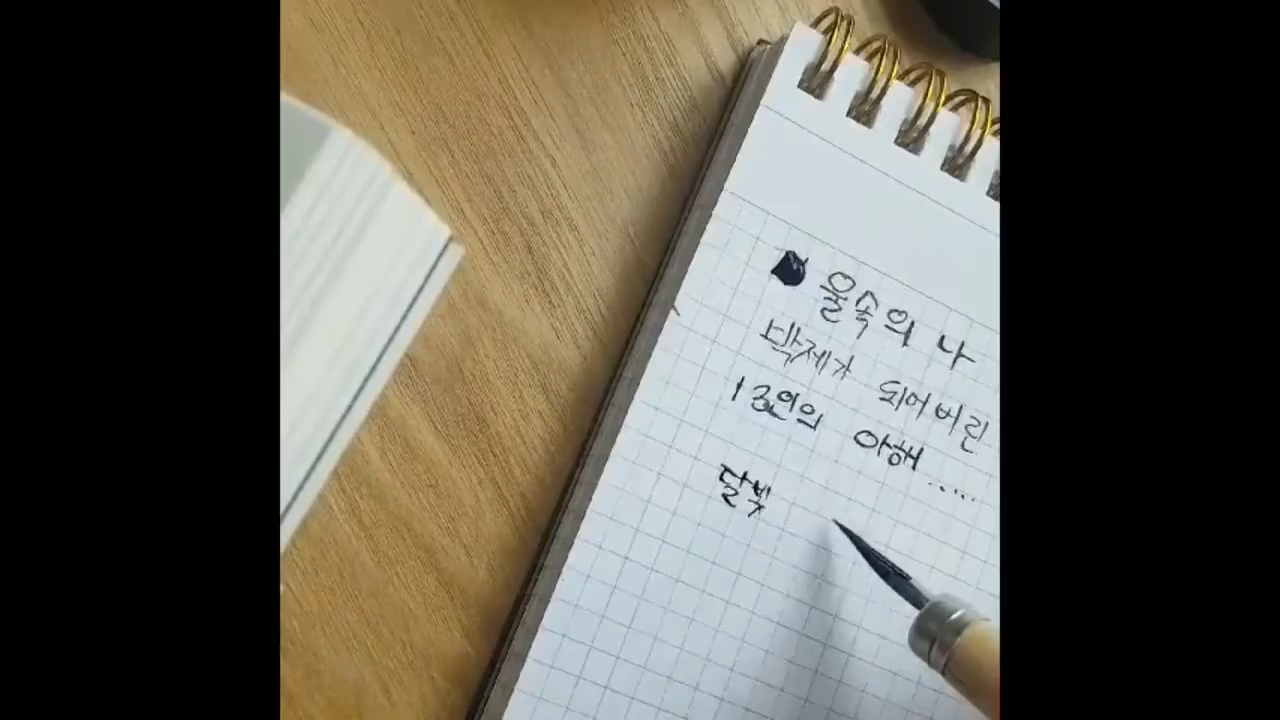 울속의 나
박제가 되어버린
13인의 아해......
달빛